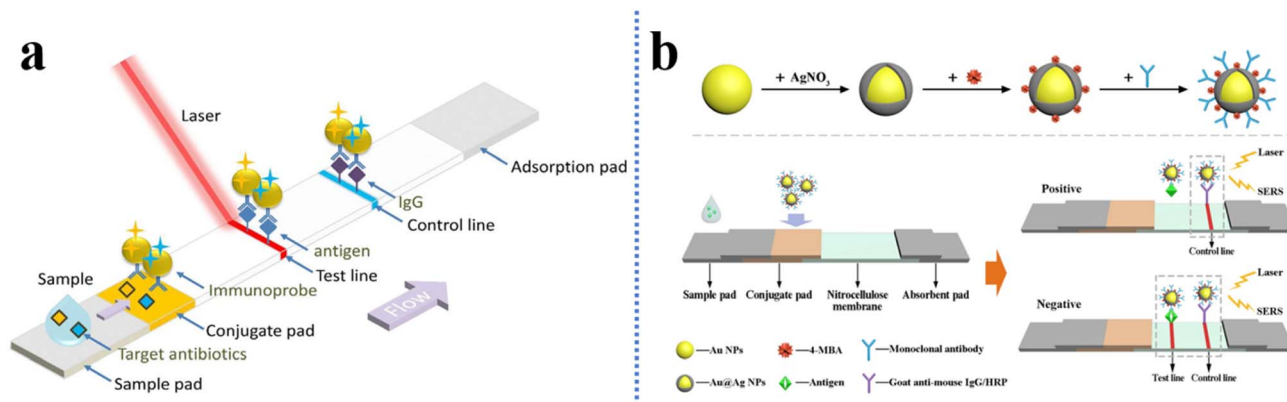 a
Laser
Adsorption pad
IgG
Control line
antigen
Test line
Sample
Immunoprobe
Flow
Conjugate pad
Target antibiotics
Sample pad
b
+ AgNO3
+
+
Laser
SERS
Positive
Control line
Sample pad
Conjugate pad
Nitrocellulose
membrane
Absorbent pad
Laser
SERS
Negative
Test line
Control line
—Au NPs
—4-MBA
—Monoclonal antibody
—Au@Ag NPs
—Antigen
—Goat anti-mouse IgG/HRP